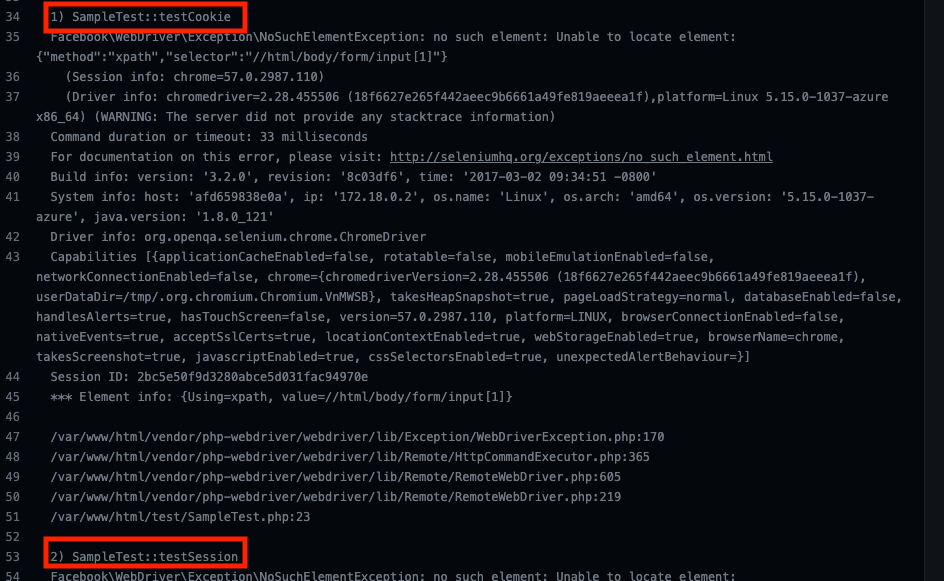 34 1) SampleTest::testCookie
35 Facebook\WebDriver\Exception\NoSuchElementException: no such element: Unable to locate element:
{"method":"xpath","selector":"//html/body/form/input[1]"}
36 (Session info: chrome=57.0.2987.110)
37 (Driver info: chromedriver=2.28.455506 (18f6627e265f442aeec9b6661a49fe819aeeea1f),platform=Linux 5.15.0-1037-azure
x86_64) (WARNING: The server did not provide any stacktrace information)
38 Command duration or timeout: 33 milliseconds
39 For documentation on this error, please visit: http://seleniumhq.org/exceptions/no_such_element.html
40 Build info: version: '3.2.0', revision: '8c03df6', time: '2017-03-02 09:34:51 -0800'
41 System info: host: 'afd659838e0a', ip: '172.18.0.2', os.name: 'Linux', os.arch: 'amd64', os.version: '5.15.0-1037-
azure', java.version: '1.8.0_121'
42 Driver info: org.openqa.selenium.chrome.ChromeDriver
43 Capabilities [{applicationCacheEnabled=false, rotatable=false, mobileEmulationEnabled=false,
networkConnectionEnabled=false, chrome={chromedriverVersion=2.28.455506 (18f6627e265f442aeec9b6661a49fe819aeeea1f),
userDataDir=/tmp/.org.chromium.Chromium.VnMWSB}, takesHeapSnapshot=true, pageLoadStrategy=normal, databaseEnabled=false,
handlesAlerts=true, hasTouchScreen=false, version=57.0.2987.110, platform=LINUX, browserConnectionEnabled=false,
nativeEvents=true, acceptSslCerts=true, locationContextEnabled=true, webStorageEnabled=true, browserName=chrome,
takesScreenshot=true, javascriptEnabled=true, cssSelectorsEnabled=true, unexpectedAlertBehaviour=}]
44 Session ID: 2bc5e50f9d3280abce5d031fac94970e
45 *** Element info: {Using=xpath, value=//html/body/form/input[1]}
46
47 /var/www/html/vendor/php-webdriver/webdriver/lib/Exception/WebDriverException.php:170
48 /var/www/html/vendor/php-webdriver/webdriver/lib/Remote/HttpCommandExecutor.php:365
49 /var/www/html/vendor/php-webdriver/webdriver/lib/Remote/RemoteWebDriver.php:605
50 /var/www/html/vendor/php-webdriver/webdriver/lib/Remote/RemoteWebDriver.php:219
51 /var/www/html/test/SampleTest.php:23
52
53 2) SampleTest::testSession
54 Facebook\WebDriver\Exception\NoSuchElementException: no such element: Unable to locate element: